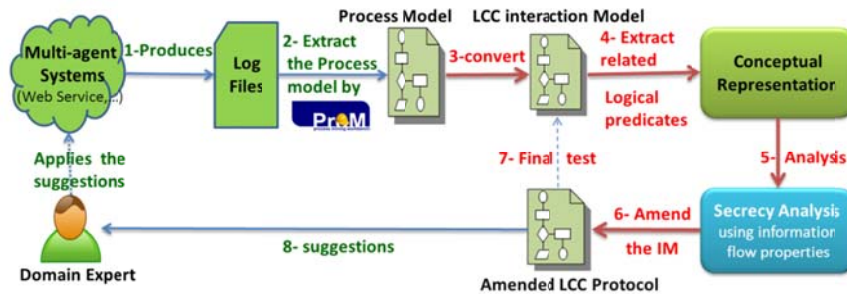 Process Model
LCC interaction Model
Multi-agent
Systems
(Web Service,...)
1-Produces
Log
Files
2- Extract
the Process
model by
ProM
3-convert
4- Extract
related
Logical
predicates
Conceptual
Representation
5- Analysis
Applies the
suggestions
7- Final test
6- Amend
the IM
Secrecy Analysis
using information
flow properties
8- suggestions
Domain Expert
Amended LCC Protocol